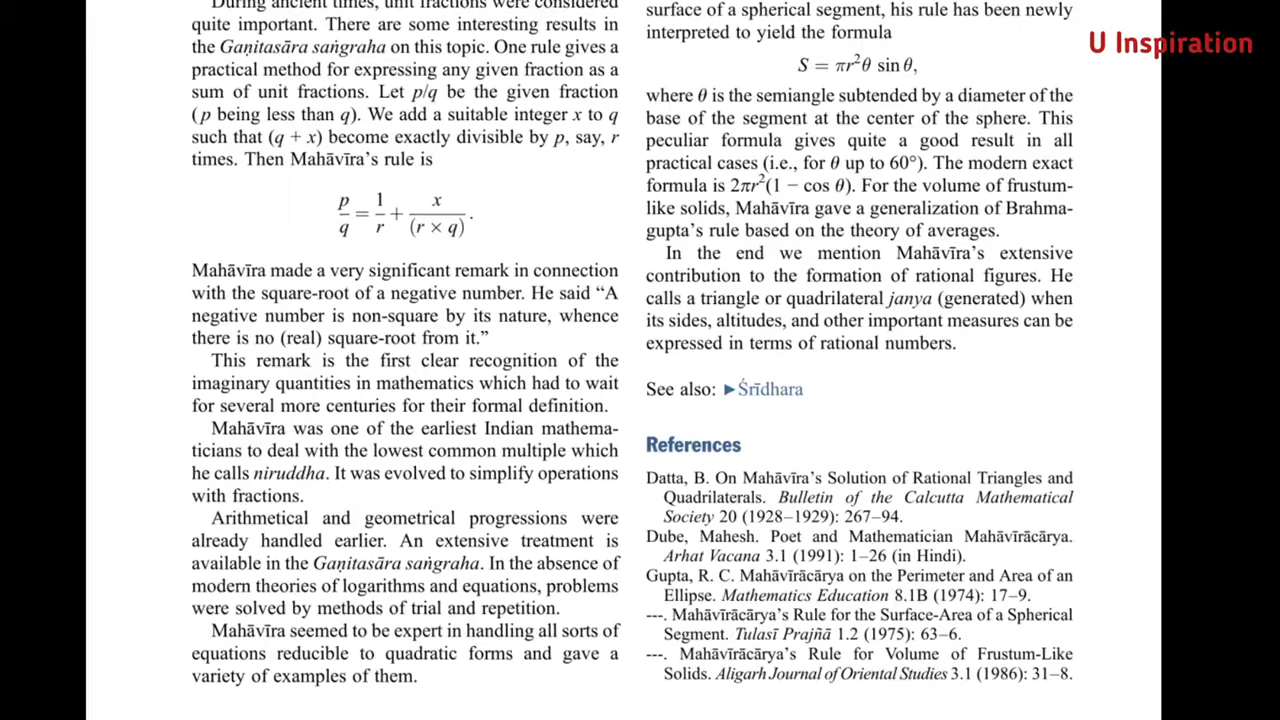 During ancient times, unit fractions were considered
quite important. There are some interesting results in
the Gaṇitasāra saṅgraha on this topic. One rule gives a
practical method for expressing any given fraction as a
sum of unit fractions. Let p/q be the given fraction
(p being less than q). We add a suitable integer x to q
such that (q + x) become exactly divisible by p, say, r
times. Then Mahāvīra’s rule is
p/q = 1/r + x/(r × q).
Mahāvīra made a very significant remark in connection
with the square-root of a negative number. He said “A
negative number is non-square by its nature, whence
there is no (real) square-root from it.”
This remark is the first clear recognition of the
imaginary quantities in mathematics which had to wait
for several more centuries for their formal definition.
Mahāvīra was one of the earliest Indian mathema-
ticians to deal with the lowest common multiple which
he calls niruddha. It was evolved to simplify operations
with fractions.
Arithmetical and geometrical progressions were
already handled earlier. An extensive treatment is
available in the Gaṇitasāra saṅgraha. In the absence of
modern theories of logarithms and equations, problems
were solved by methods of trial and repetition.
Mahāvīra seemed to be expert in handling all sorts of
equations reducible to quadratic forms and gave a
variety of examples of them.
surface of a spherical segment, his rule has been newly
interpreted to yield the formula
S = πr²θ sin θ,
where θ is the semiangle subtended by a diameter of the
base of the segment at the center of the sphere. This
peculiar formula gives quite a good result in all
practical cases (i.e., for θ up to 60°). The modern exact
formula is 2πr²(1 − cos θ). For the volume of frustum-
like solids, Mahāvīra gave a generalization of Brahma-
gupta’s rule based on the theory of averages.
In the end we mention Mahāvīra’s extensive
contribution to the formation of rational figures. He
calls a triangle or quadrilateral janya (generated) when
its sides, altitudes, and other important measures can be
expressed in terms of rational numbers.
See also: ►Śrīdhara
References
Datta, B. On Mahāvīra’s Solution of Rational Triangles and
Quadrilaterals. Bulletin of the Calcutta Mathematical
Society 20 (1928–1929): 267–94.
Dube, Mahesh. Poet and Mathematician Mahāvīrācārya.
Arhat Vacana 3.1 (1991): 1–26 (in Hindi).
Gupta, R. C. Mahāvīrācārya on the Perimeter and Area of an
Ellipse. Mathematics Education 8.1B (1974): 17–9.
---. Mahāvīrācārya’s Rule for the Surface-Area of a Spherical
Segment. Tulasī Prajñā 1.2 (1975): 63–6.
---. Mahāvīrācārya’s Rule for Volume of Frustum-Like
Solids. Aligarh Journal of Oriental Studies 3.1 (1986): 31–8.
U Inspiration